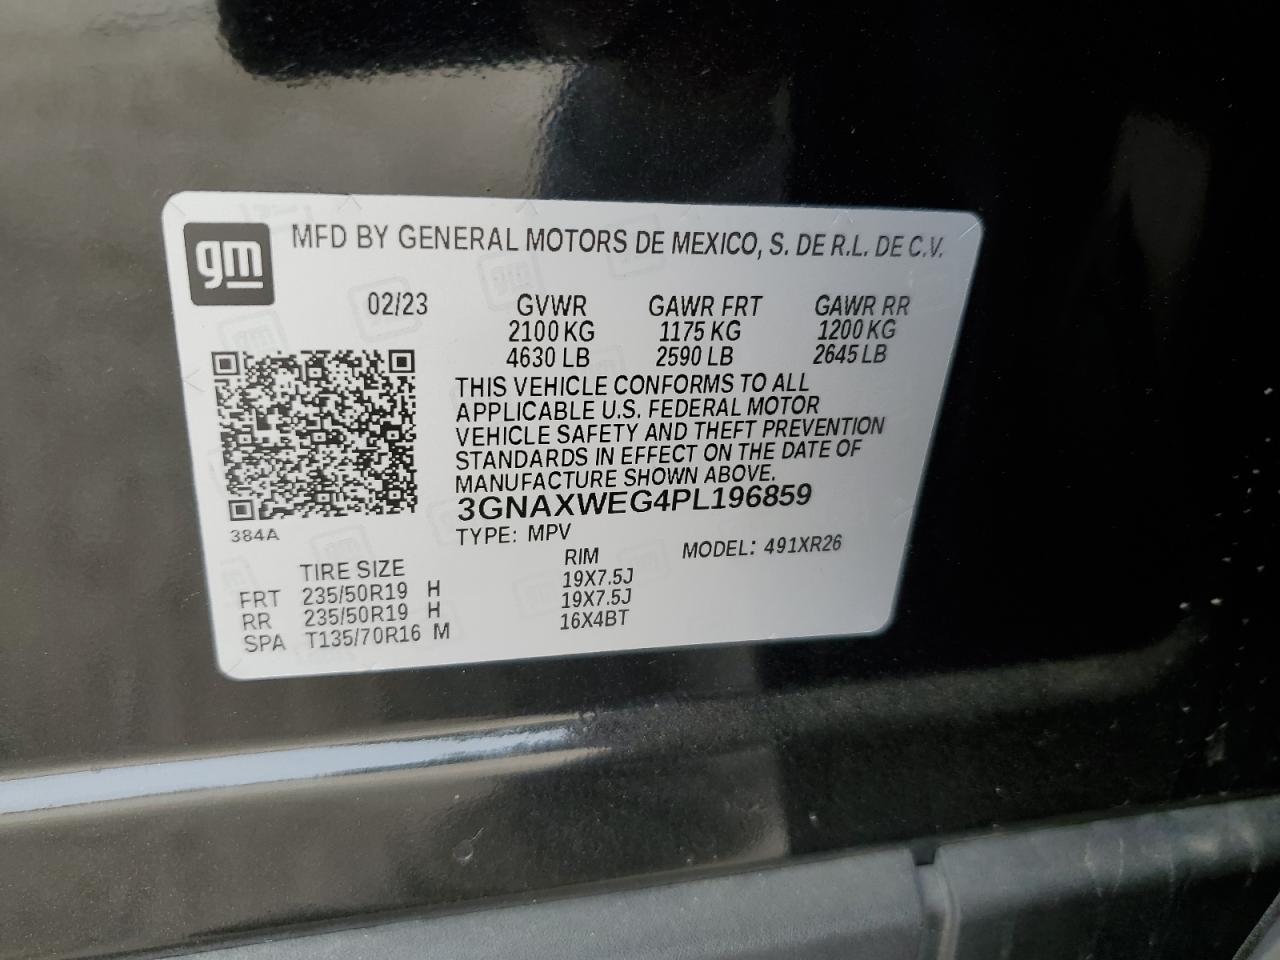 gm
MFD BY GENERAL MOTORS DE MEXICO, S. DE R.L. DE C.V.
02/23 GVWR GAWR FRT GAWR RR
2100 KG 1175 KG 1200 KG
4630 LB 2590 LB 2645 LB
THIS VEHICLE CONFORMS TO ALL
APPLICABLE U.S. FEDERAL MOTOR
VEHICLE SAFETY AND THEFT PREVENTION
STANDARDS IN EFFECT ON THE DATE OF
MANUFACTURE SHOWN ABOVE.
3GNAXWEG4PL196859
384A
TYPE: MPV MODEL: 491XR26
TIRE SIZE RIM
FRT 235/50R19 H 19X7.5J
RR 235/50R19 H 19X7.5J
SPA T135/70R16 M 16X4BT